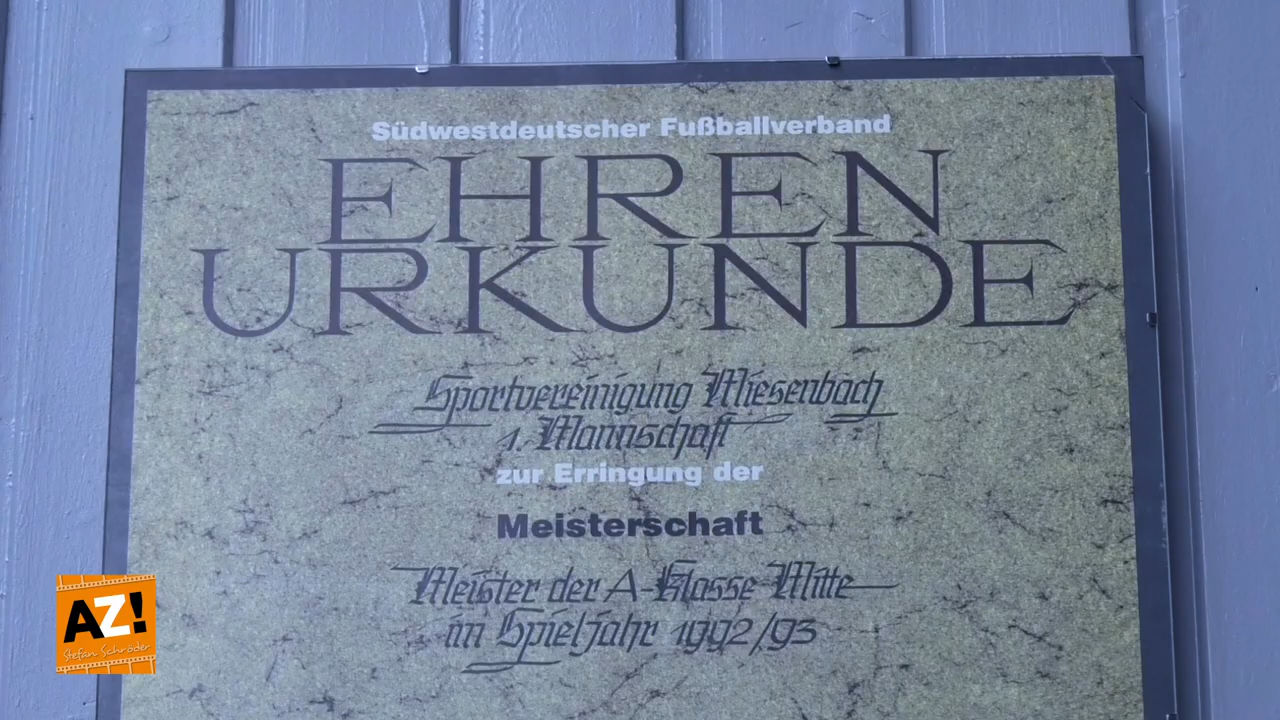 Südwestdeutscher Fußballverband
EHREN
URKUNDE
Sportvereinigung Miesenbach
1. Mannschaft
zur Erringung der
Meisterschaft
Meister der A-Klasse Mitte
im Spieljahr 1992/93
AZ!
Stefan Schröder